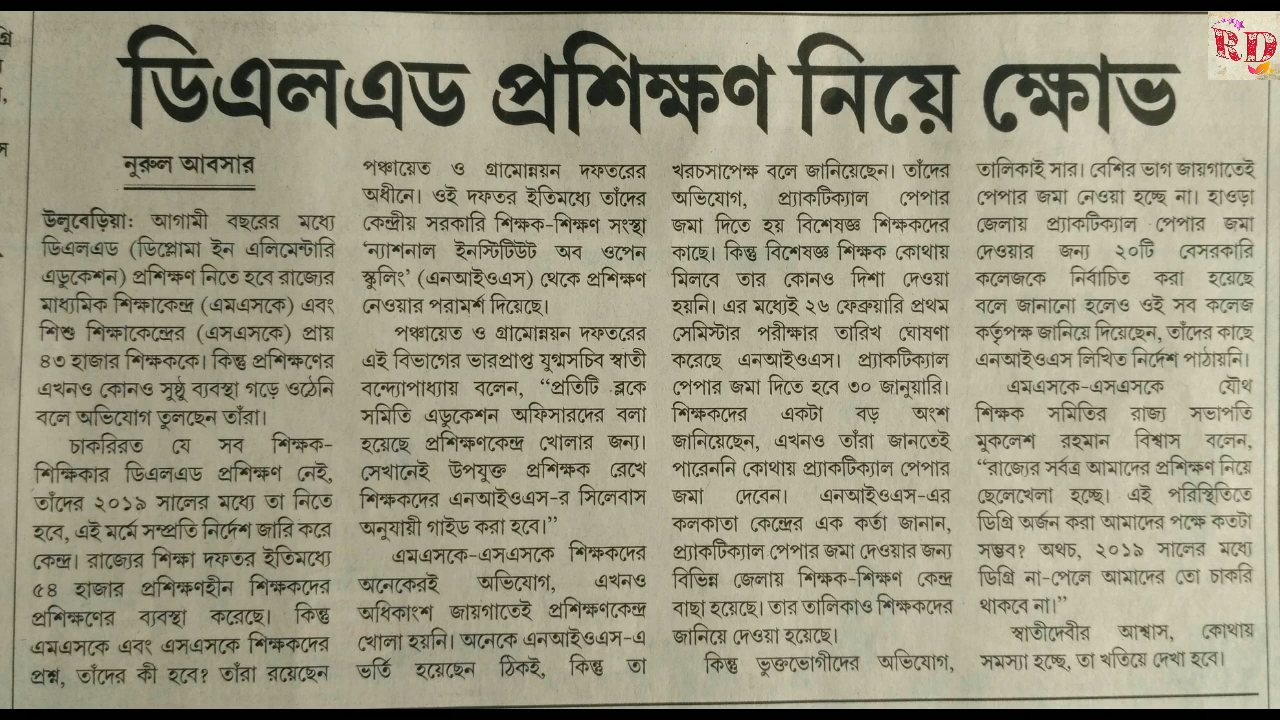 ডিএলএড প্রশিক্ষণ নিয়ে ক্ষোভ
RD
নুরুল আবসার
উলুবেড়িয়া: আগামী বছরের মধ্যে
ডিএলএড (ডিপ্লোমা ইন এলিমেন্টারি
এডুকেশন) প্রশিক্ষণ নিতে হবে রাজ্যের
মাধ্যমিক শিক্ষাকেন্দ্র (এমএসকে) এবং
শিশু শিক্ষাকেন্দ্রের (এসএসকে) প্রায়
৪৩ হাজার শিক্ষককে। কিন্তু প্রশিক্ষণের
এখনও কোনও সুষ্ঠু ব্যবস্থা গড়ে ওঠেনি
বলে অভিযোগ তুলছেন তাঁরা।
চাকরিরত যে সব শিক্ষক-
শিক্ষিকার ডিএলএড প্রশিক্ষণ নেই,
তাঁদের ২০১৯ সালের মধ্যে তা নিতে
হবে, এই মর্মে সম্প্রতি নির্দেশ জারি করে
কেন্দ্র। রাজ্যের শিক্ষা দফতর ইতিমধ্যে
৫৪ হাজার প্রশিক্ষণহীন শিক্ষকদের
প্রশিক্ষণের ব্যবস্থা করেছে। কিন্তু
এমএসকে এবং এসএসকে শিক্ষকদের
প্রশ্ন, তাঁদের কী হবে? তাঁরা রয়েছেন
পঞ্চায়েত ও গ্রামোন্নয়ন দফতরের
অধীনে। ওই দফতর ইতিমধ্যে তাঁদের
কেন্দ্রীয় সরকারি শিক্ষক-শিক্ষণ সংস্থা
‘ন্যাশনাল ইনস্টিটিউট অব ওপেন
স্কুলিং’ (এনআইওএস) থেকে প্রশিক্ষণ
নেওয়ার পরামর্শ দিয়েছে।
পঞ্চায়েত ও গ্রামোন্নয়ন দফতরের
এই বিভাগের ভারপ্রাপ্ত যুগ্মসচিব স্বাতী
বন্দ্যোপাধ্যায় বলেন, “প্রতিটি ব্লকে
সমিতি এডুকেশন অফিসারদের বলা
হয়েছে প্রশিক্ষণকেন্দ্র খোলার জন্য।
সেখানেই উপযুক্ত প্রশিক্ষক রেখে
শিক্ষকদের এনআইওএস-র সিলেবাস
অনুযায়ী গাইড করা হবে।”
এমএসকে-এসএসকে শিক্ষকদের
অনেকেরই অভিযোগ, এখনও
অধিকাংশ জায়গাতেই প্রশিক্ষণকেন্দ্র
খোলা হয়নি। অনেকে এনআইওএস-এ
ভর্তি হয়েছেন ঠিকই, কিন্তু তা
খরচসাপেক্ষ বলে জানিয়েছেন। তাঁদের
অভিযোগ, প্র্যাকটিক্যাল পেপার
জমা দিতে হয় বিশেষজ্ঞ শিক্ষকদের
কাছে। কিন্তু বিশেষজ্ঞ শিক্ষক কোথায়
মিলবে তার কোনও দিশা দেওয়া
হয়নি। এর মধ্যেই ২৬ ফেব্রুয়ারি প্রথম
সেমিস্টার পরীক্ষার তারিখ ঘোষণা
করেছে এনআইওএস। প্র্যাকটিক্যাল
পেপার জমা দিতে হবে ৩০ জানুয়ারি।
শিক্ষকদের একটা বড় অংশ
জানিয়েছেন, এখনও তাঁরা জানতেই
পারেননি কোথায় প্র্যাকটিক্যাল পেপার
জমা দেবেন। এনআইওএস-এর
কলকাতা কেন্দ্রের এক কর্তা জানান,
প্র্যাকটিক্যাল পেপার জমা দেওয়ার জন্য
বিভিন্ন জেলায় শিক্ষক-শিক্ষণ কেন্দ্র
বাছা হয়েছে। তার তালিকাও শিক্ষকদের
জানিয়ে দেওয়া হয়েছে।
কিন্তু ভুক্তভোগীদের অভিযোগ,
তালিকাই সার। বেশির ভাগ জায়গাতেই
পেপার জমা নেওয়া হচ্ছে না। হাওড়া
জেলায় প্র্যাকটিক্যাল পেপার জমা
দেওয়ার জন্য ২০টি বেসরকারি
কলেজকে নির্বাচিত করা হয়েছে
বলে জানানো হলেও ওই সব কলেজ
কর্তৃপক্ষ জানিয়ে দিয়েছেন, তাঁদের কাছে
এনআইওএস লিখিত নির্দেশ পাঠায়নি।
এমএসকে-এসএসকে যৌথ
শিক্ষক সমিতির রাজ্য সভাপতি
মুকলেশ রহমান বিশ্বাস বলেন,
“রাজ্যের সর্বত্র আমাদের প্রশিক্ষণ নিয়ে
ছেলেখেলা হচ্ছে। এই পরিস্থিতিতে
ডিগ্রি অর্জন করা আমাদের পক্ষে কতটা
সম্ভব? অথচ, ২০১৯ সালের মধ্যে
ডিগ্রি না-পেলে আমাদের তো চাকরি
থাকবে না।”
স্বাতীদেবীর আশ্বাস, কোথায়
সমস্যা হচ্ছে, তা খতিয়ে দেখা হবে।